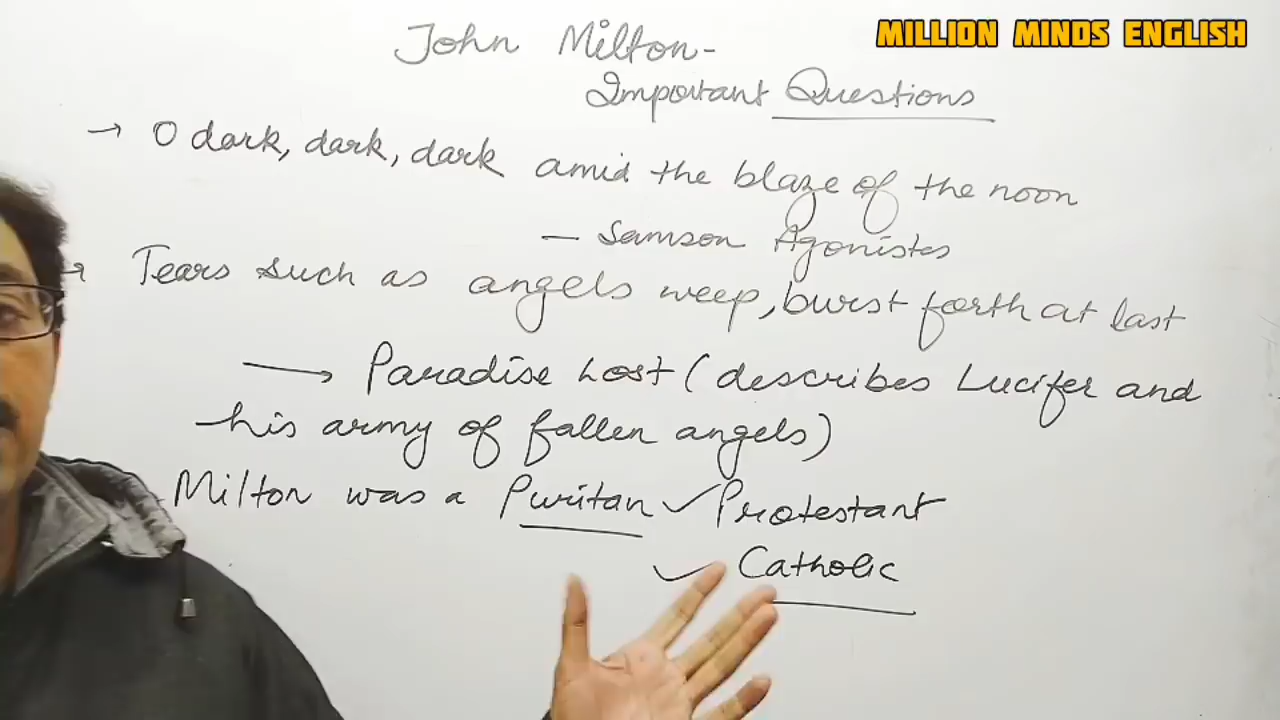 MILLION MINDS ENGLISH
John Milton-
Important Questions
→ O dark, dark, dark amid the blaze of the noon
— Samson Agonistes
→ Tears such as angels weep, burst forth at last
→ Paradise Lost (describes Lucifer and
his army of fallen angels)
Milton was a Puritan ✓ Protestant
✓ Catholic